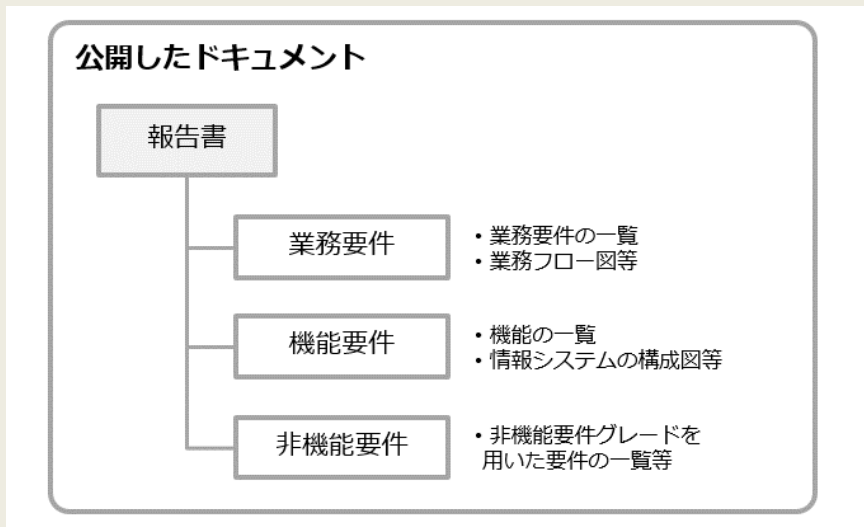 公開したドキュメント
報告書
業務要件
・業務要件の一覧
・業務フロー図等
機能要件
・機能の一覧
・情報システムの構成図等
非機能要件
・非機能要件グレードを
用いた要件の一覧等